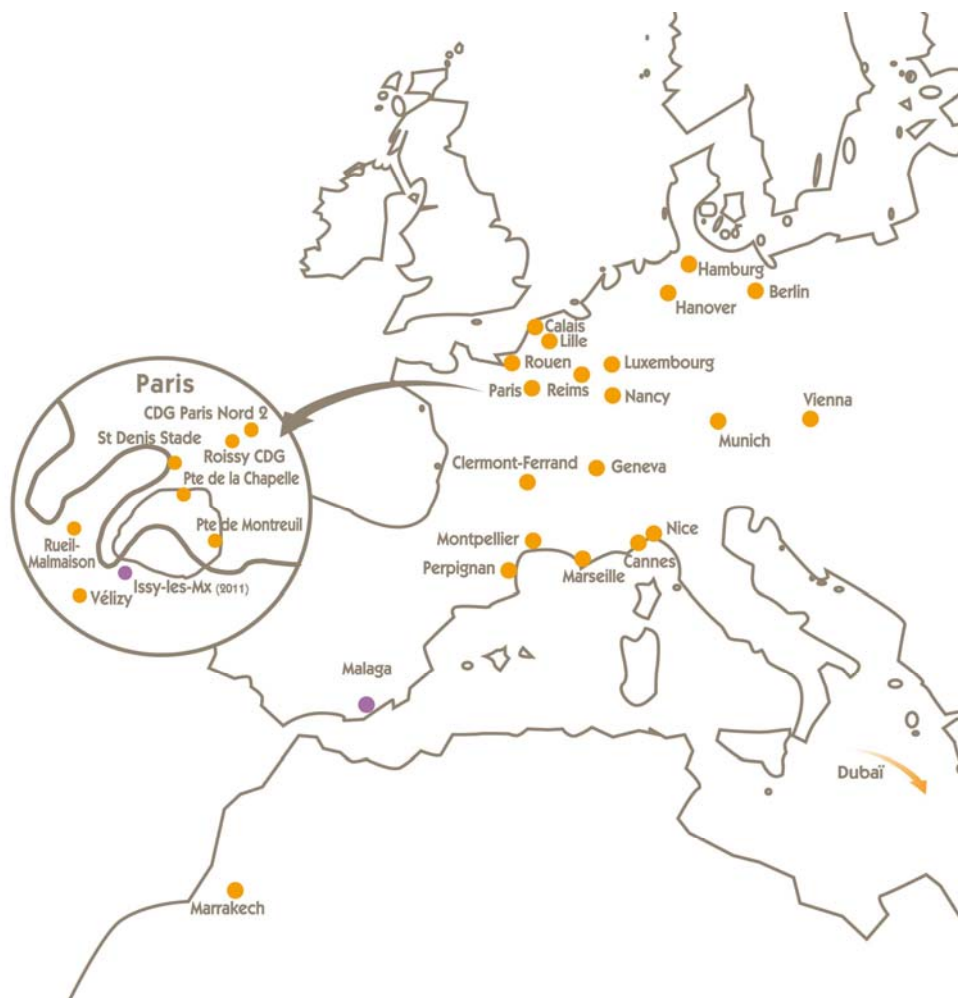 Hamburg
Hanover
Berlin
Calais
Lille
Rouen
Luxembourg
Paris
Reims
Nancy
Vienna
Munich
Clermont-Ferrand
Geneva
Montpellier
Nice
Cannes
Perpignan
Marseille
Paris
CDG Paris Nord 2
St Denis Stade
Roissy CDG
Pte de la Chapelle
Pte de Montreuil
Rueil-
Malmaison
Issy-les-Mx (2011)
Vélizy
Malaga
Dubaï
Marrakech